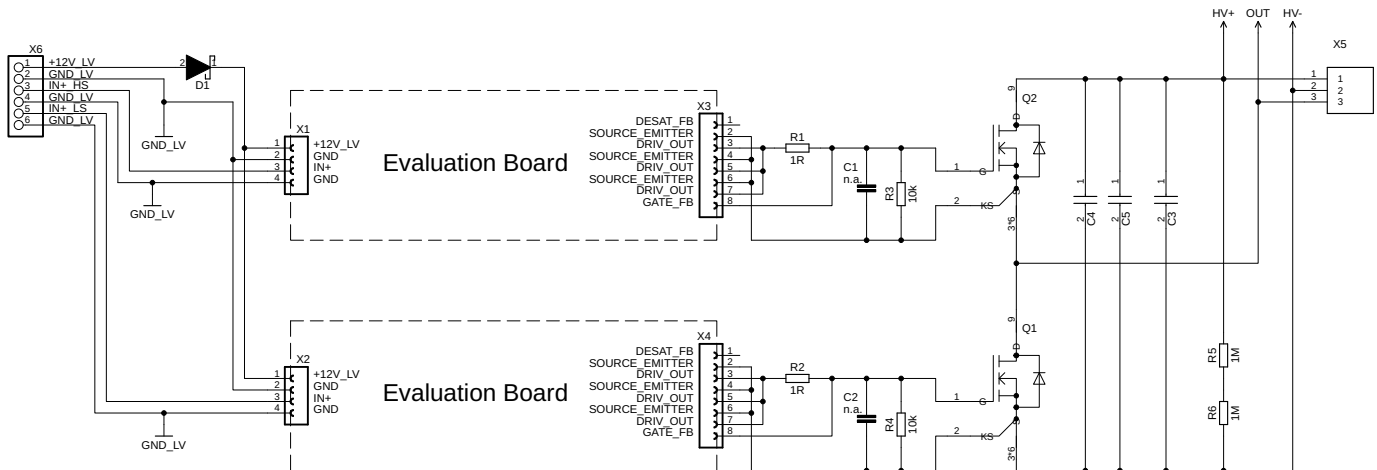 HV+ OUT HV-
X6
X5
1 +12V_LV 2 1
2 GND_LV
3 IN+_HS
4 GND_LV
5 IN+_LS
6 GND_LV
D1
1 1
2 2
3 3
GND_LV
GND_LV
X1
1 +12V_LV
2 GND
3 IN+
4 GND
Evaluation Board
X3
DESAT_FB 1
SOURCE_EMITTER 2
DRIV_OUT 3
SOURCE_EMITTER 4
DRIV_OUT 5
SOURCE_EMITTER 6
DRIV_OUT 7
GATE_FB 8
R1
1R
C1
n.a.
R3
10k
9
Q2
D
1 G
2 KS
S
3*6
1
2
C4
1
2
C5
1
2
C3
X2
1 +12V_LV
2 GND
3 IN+
4 GND
GND_LV
Evaluation Board
X4
DESAT_FB 1
SOURCE_EMITTER 2
DRIV_OUT 3
SOURCE_EMITTER 4
DRIV_OUT 5
SOURCE_EMITTER 6
DRIV_OUT 7
GATE_FB 8
R2
1R
C2
n.a.
R4
10k
9
Q1
D
1 G
2 KS
S
3*6
R5
1M
R6
1M